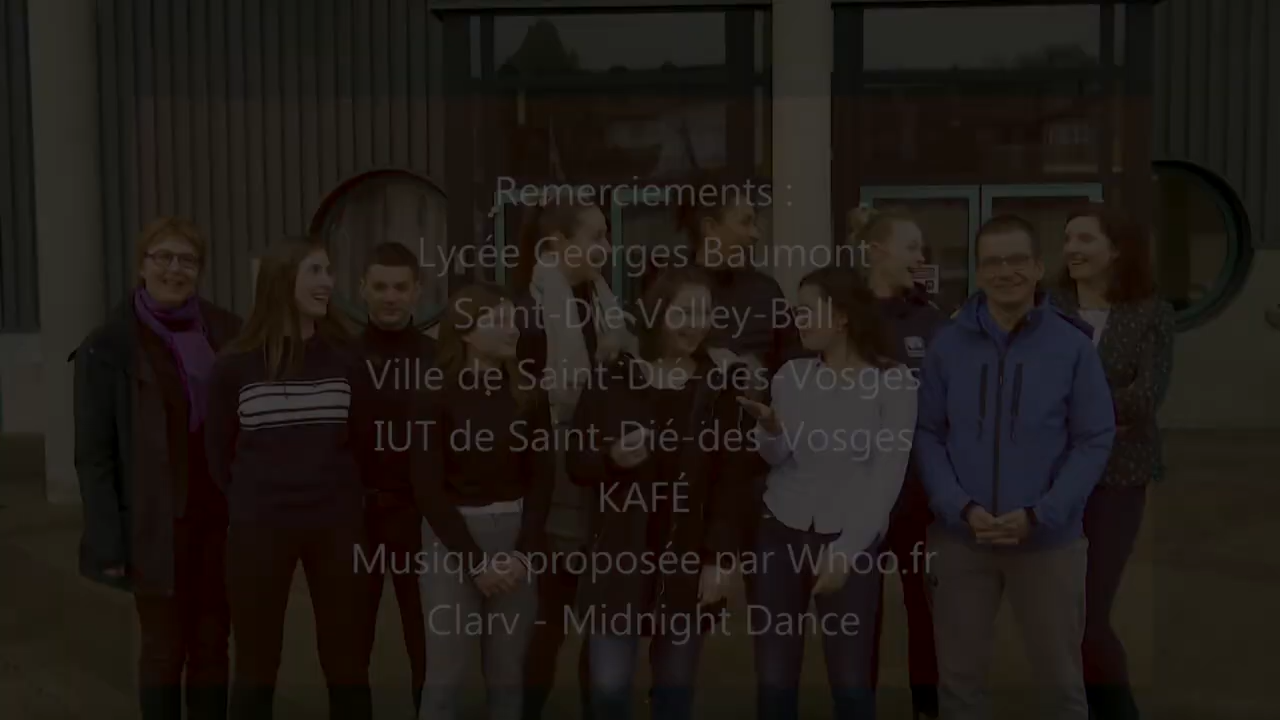 Remerciements :
Lycée Georges Baumont
Saint-Dié Volley-Ball
Ville de Saint-Dié-des-Vosges
IUT de Saint-Dié-des-Vosges
KAFÉ
Musique proposée par Whoo.fr
Clarv - Midnight Dance